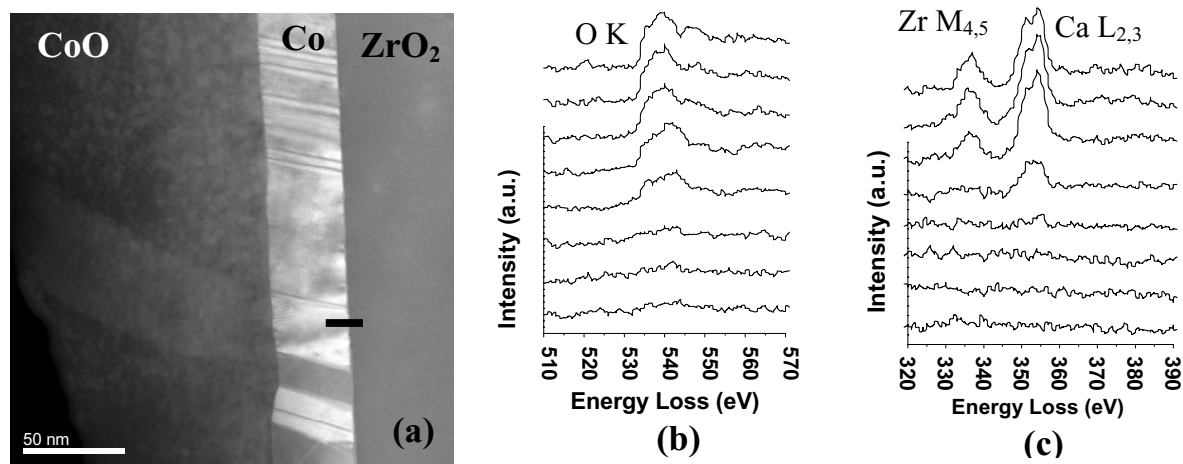 CoO
Co
ZrO₂
50 nm
(a)
O K
Intensity (a.u.)
510 520 530 540 550 560 570
Energy Loss (eV)
(b)
Zr M₄,₅
Ca L₂,₃
Intensity (a.u.)
320 330 340 350 360 370 380 390
Energy Loss (eV)
(c)